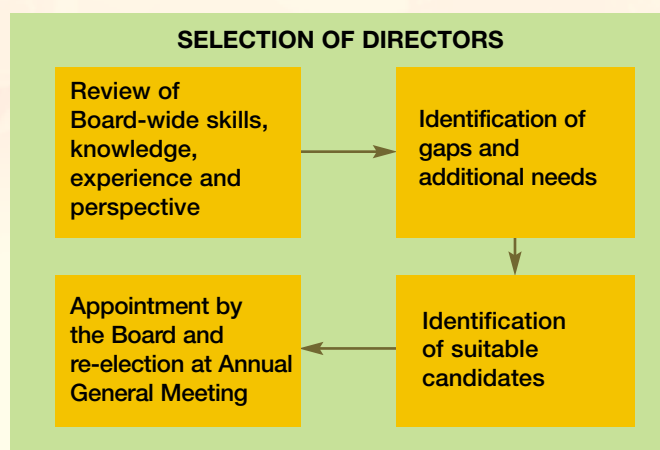 SELECTION OF DIRECTORS
Review of
Board-wide skills,
knowledge,
experience and
perspective
Identification of
gaps and
additional needs
Identification
of suitable
candidates
Appointment by
the Board and
re-election at Annual
General Meeting